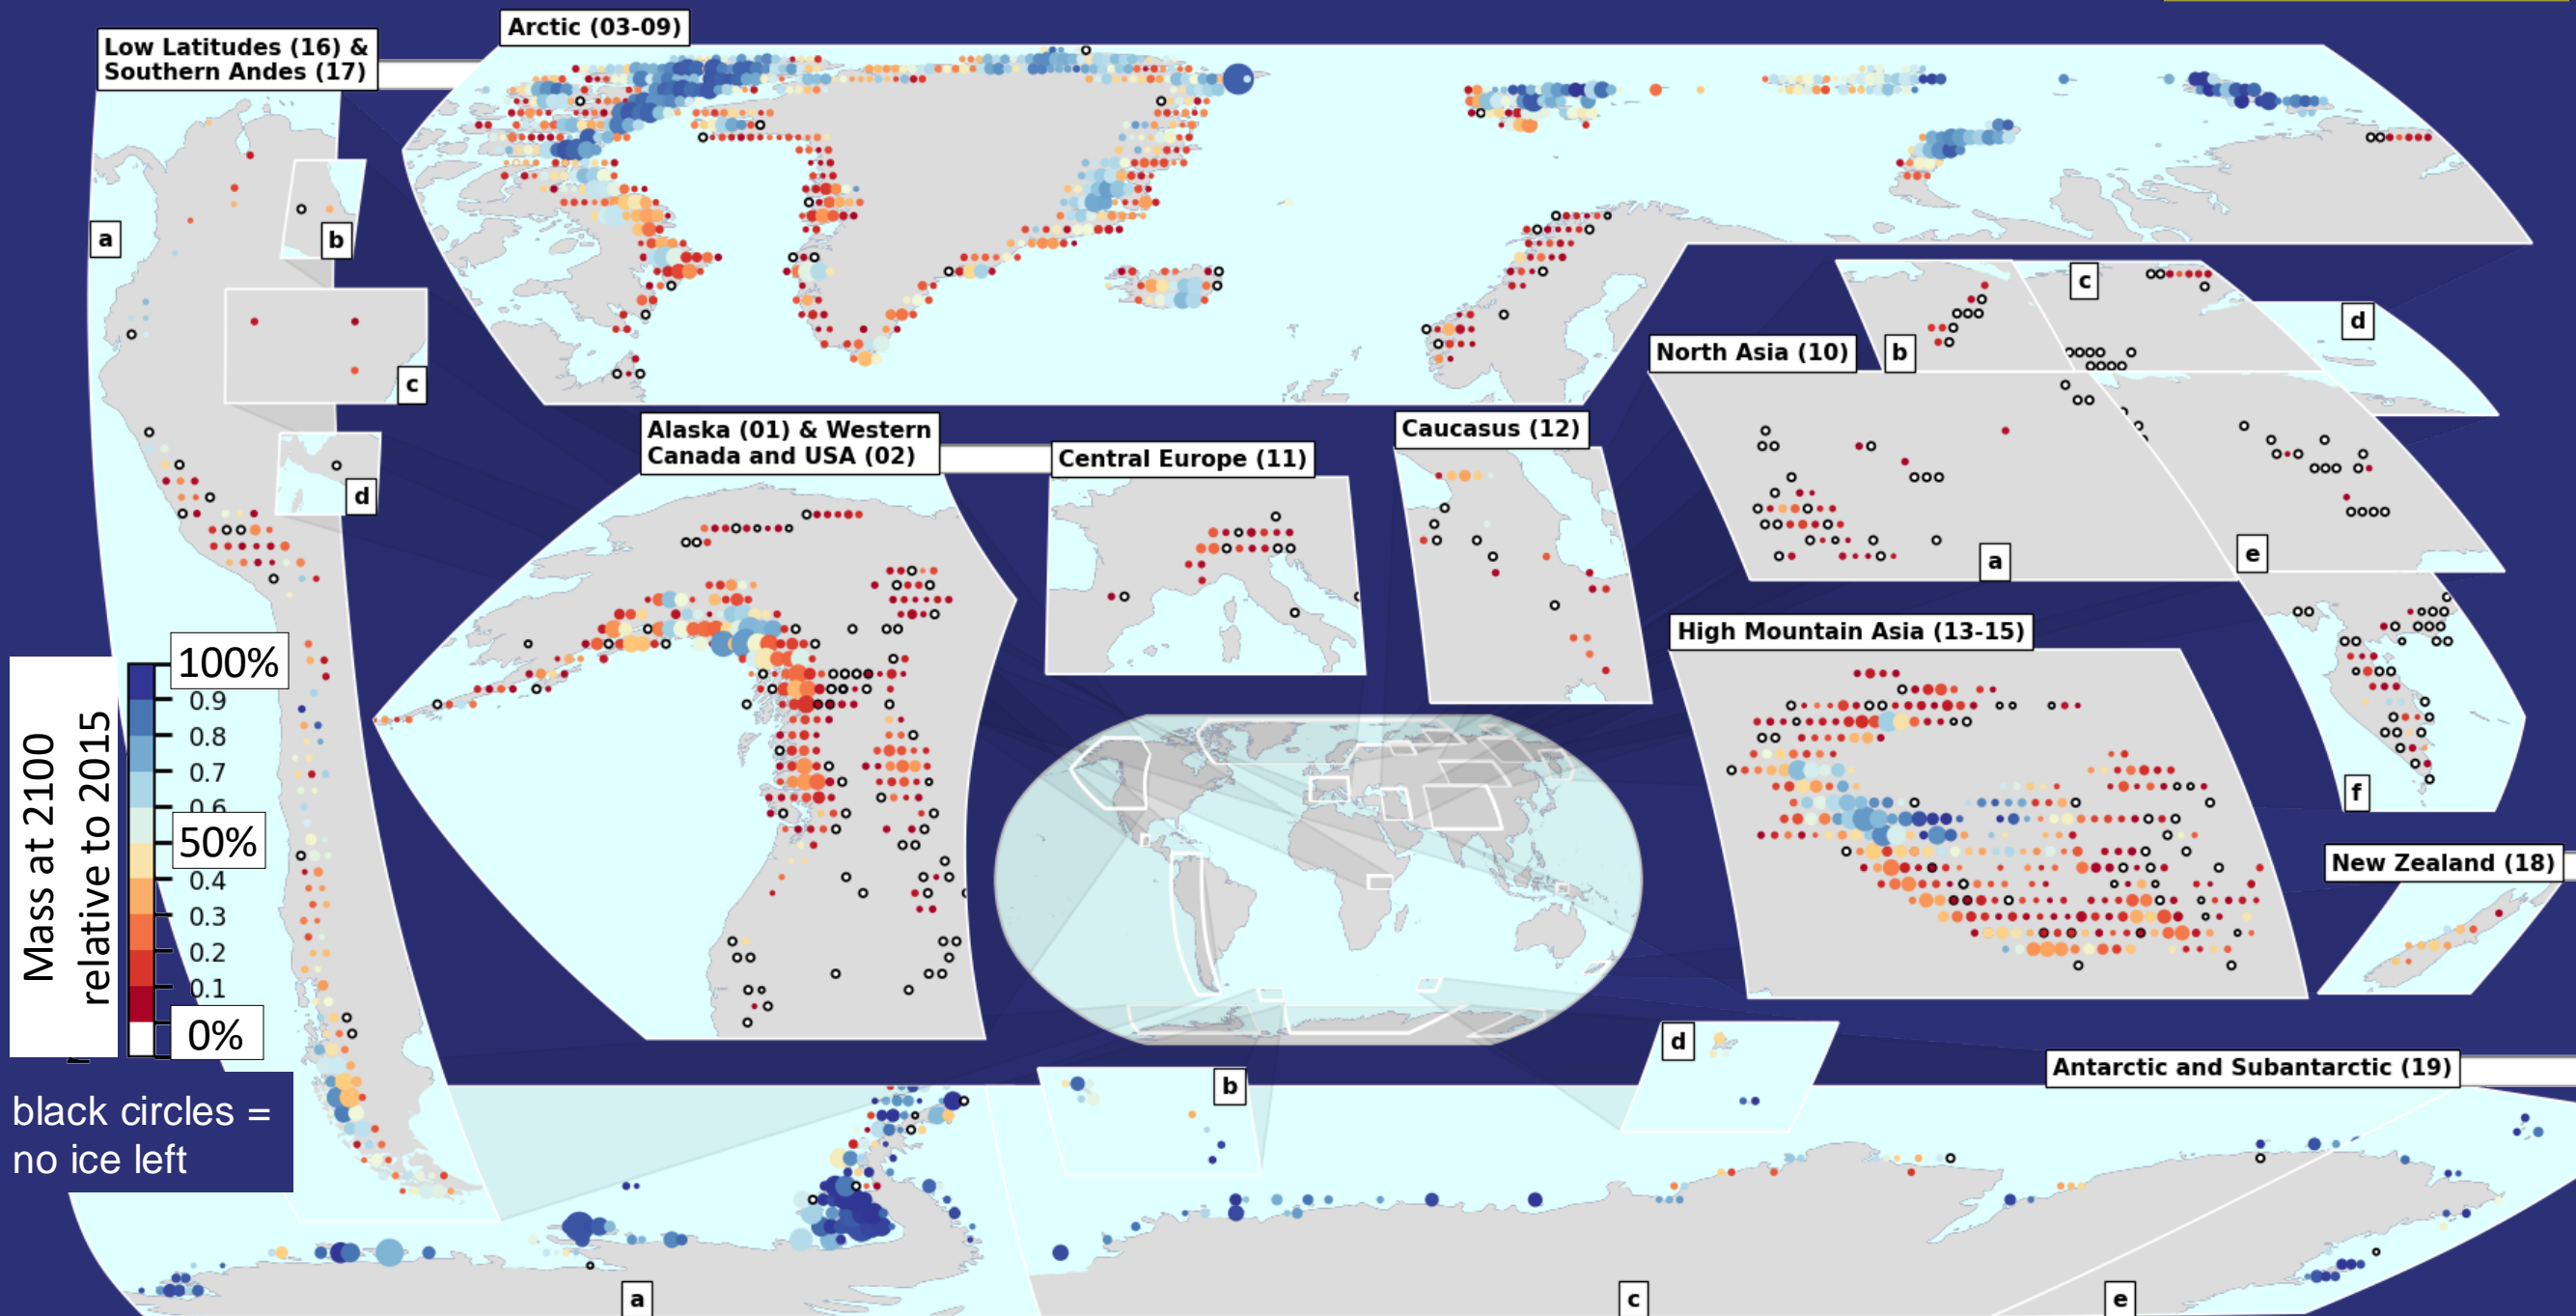 Low Latitudes (16) &
Southern Andes (17)
Arctic (03-09)
a
b
c
d
Alaska (01) & Western
Canada and USA (02)
Central Europe (11)
Caucasus (12)
North Asia (10)
b
c
d
a
e
f
High Mountain Asia (13-15)
New Zealand (18)
Mass at 2100
relative to 2015
100%
0.9
0.8
0.7
0.6
50%
0.4
0.3
0.2
0.1
0%
black circles =
no ice left
Antarctic and Subantarctic (19)
b
d
a
c
e